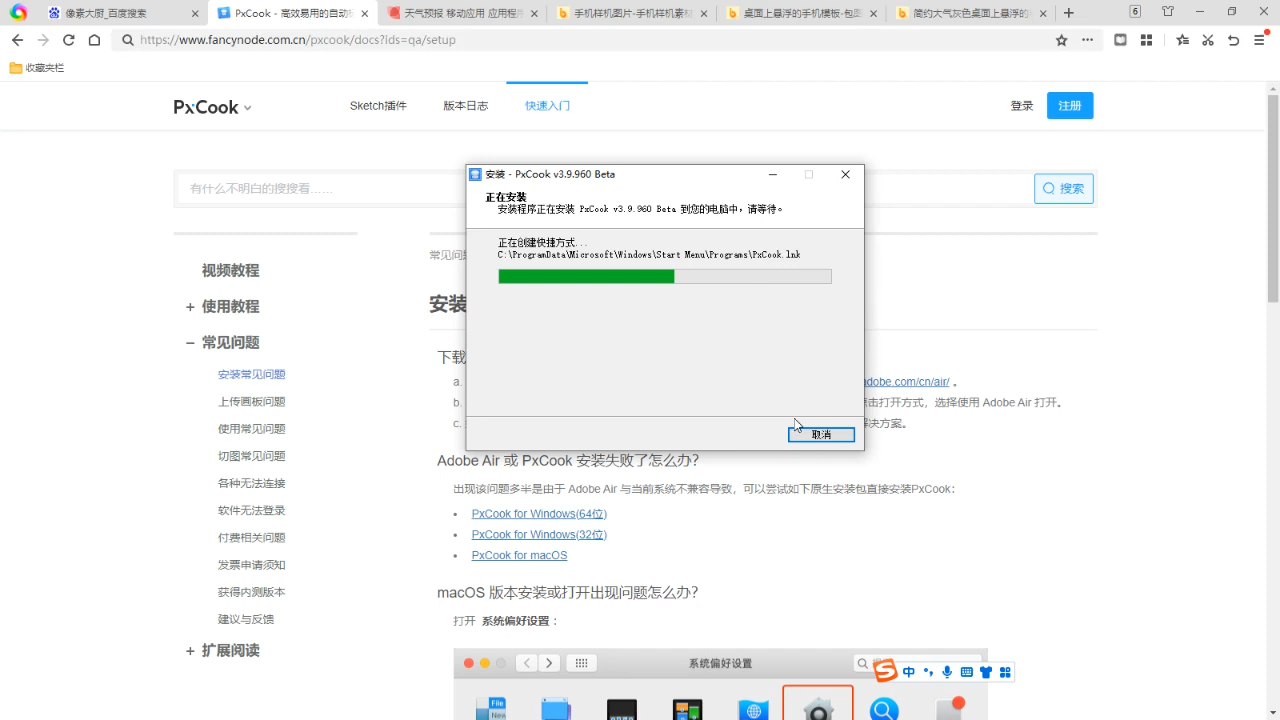 像素大厨_百度搜索
PxCook - 高效易用的自动标
天气预报 移动应用 应用程序
手机样机图片-手机样机素材
桌面上悬浮的手机模板-包图
简约大气灰色桌面上悬浮的手
6
https://www.fancynode.com.cn/pxcook/docs?ids=qa/setup
收藏夹栏
PxCook
Sketch插件
版本日志
快速入门
登录
注册
有什么不明白的搜搜看……
搜索
安装 - PxCook v3.9.960 Beta
正在安装
安装程序正在安装 PxCook v3.9.960 Beta 到您的电脑中，请等待。
正在创建快捷方式...
C:\ProgramData\Microsoft\Windows\Start Menu\Programs\PxCook.lnk
取消
视频教程
+ 使用教程
− 常见问题
安装常见问题
上传画板问题
使用常见问题
切图常见问题
各种无法连接
软件无法登录
付费相关问题
发票申请须知
获得内测版本
建议与反馈
+ 扩展阅读
常见问
安装
下载
a. dobe.com/cn/air/ 。
b. 击打开方式，选择使用 Adobe Air 打开。
c. 决方案。
Adobe Air 或 PxCook 安装失败了怎么办？
出现该问题多半是由于 Adobe Air 与当前系统不兼容导致，可以尝试如下原生安装包直接安装PxCook：
• PxCook for Windows(64位)
• PxCook for Windows(32位)
• PxCook for macOS
macOS 版本安装或打开出现问题怎么办？
打开 系统偏好设置：
系统偏好设置
中
File
New